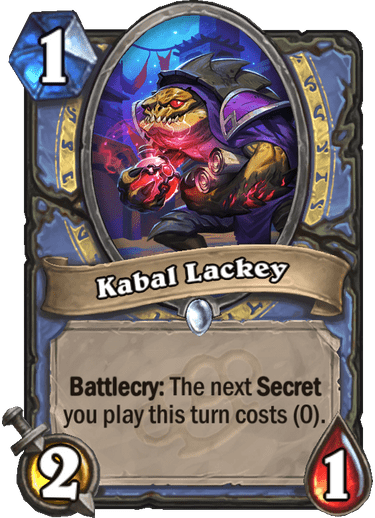 1
Kabal Lackey
Battlecry: The next Secret
you play this turn costs (0).
2
1